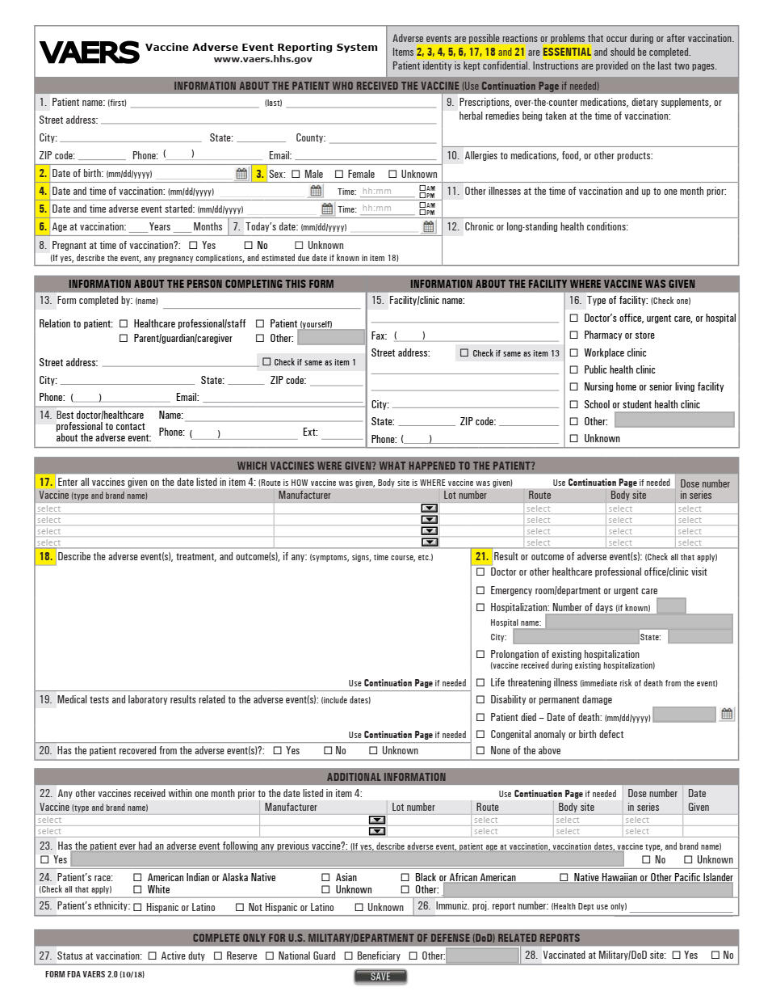 VAERS Vaccine Adverse Event Reporting System
www.vaers.hhs.gov
Adverse events are possible reactions or problems that occur during or after vaccination.
Items 2, 3, 4, 5, 6, 17, 18 and 21 are ESSENTIAL and should be completed.
Patient identity is kept confidential. Instructions are provided on the last two pages.
INFORMATION ABOUT THE PATIENT WHO RECEIVED THE VACCINE (Use Continuation Page if needed)
1. Patient name: (first) (last)
Street address:
City: State: County:
ZIP code: Phone: ( ) Email:
2. Date of birth: (mm/dd/yyyy) 3. Sex: ☐ Male ☐ Female ☐ Unknown
4. Date and time of vaccination: (mm/dd/yyyy) Time: hh:mm ☐ AM ☐ PM
5. Date and time adverse event started: (mm/dd/yyyy) Time: hh:mm ☐ AM ☐ PM
6. Age at vaccination: Years Months 7. Today's date: (mm/dd/yyyy)
8. Pregnant at time of vaccination?: ☐ Yes ☐ No ☐ Unknown
(If yes, describe the event, any pregnancy complications, and estimated due date if known in item 18)
9. Prescriptions, over-the-counter medications, dietary supplements, or
herbal remedies being taken at the time of vaccination:
10. Allergies to medications, food, or other products:
11. Other illnesses at the time of vaccination and up to one month prior:
12. Chronic or long-standing health conditions:
INFORMATION ABOUT THE PERSON COMPLETING THIS FORM
13. Form completed by: (name)
Relation to patient: ☐ Healthcare professional/staff ☐ Patient (yourself)
☐ Parent/guardian/caregiver ☐ Other:
Street address: ☐ Check if same as item 1
City: State: ZIP code:
Phone: ( ) Email:
14. Best doctor/healthcare
professional to contact
about the adverse event:
Name:
Phone: ( ) Ext:
INFORMATION ABOUT THE FACILITY WHERE VACCINE WAS GIVEN
15. Facility/clinic name:
Fax: ( )
Street address: ☐ Check if same as item 13
City:
State: ZIP code:
Phone: ( )
16. Type of facility: (Check one)
☐ Doctor's office, urgent care, or hospital
☐ Pharmacy or store
☐ Workplace clinic
☐ Public health clinic
☐ Nursing home or senior living facility
☐ School or student health clinic
☐ Other:
☐ Unknown
WHICH VACCINES WERE GIVEN? WHAT HAPPENED TO THE PATIENT?
17. Enter all vaccines given on the date listed in item 4: (Route is HOW vaccine was given, Body site is WHERE vaccine was given) Use Continuation Page if needed
Vaccine (type and brand name) Manufacturer Lot number Route Body site Dose number in series
select select select select
select select select select
select select select select
select select select select
18. Describe the adverse event(s), treatment, and outcome(s), if any: (symptoms, signs, time course, etc.)
Use Continuation Page if needed
19. Medical tests and laboratory results related to the adverse event(s): (include dates)
Use Continuation Page if needed
20. Has the patient recovered from the adverse event(s)?: ☐ Yes ☐ No ☐ Unknown
21. Result or outcome of adverse event(s): (Check all that apply)
☐ Doctor or other healthcare professional office/clinic visit
☐ Emergency room/department or urgent care
☐ Hospitalization: Number of days (if known)
Hospital name:
City: State:
☐ Prolongation of existing hospitalization
(vaccine received during existing hospitalization)
☐ Life threatening illness (immediate risk of death from the event)
☐ Disability or permanent damage
☐ Patient died – Date of death: (mm/dd/yyyy)
☐ Congenital anomaly or birth defect
☐ None of the above
ADDITIONAL INFORMATION
22. Any other vaccines received within one month prior to the date listed in item 4: Use Continuation Page if needed
Vaccine (type and brand name) Manufacturer Lot number Route Body site Dose number in series Date Given
select select select select
select select select select
23. Has the patient ever had an adverse event following any previous vaccine?: (If yes, describe adverse event, patient age at vaccination, vaccination dates, vaccine type, and brand name)
☐ Yes ☐ No ☐ Unknown
24. Patient's race: ☐ American Indian or Alaska Native ☐ Asian ☐ Black or African American ☐ Native Hawaiian or Other Pacific Islander
(Check all that apply) ☐ White ☐ Unknown ☐ Other:
25. Patient's ethnicity: ☐ Hispanic or Latino ☐ Not Hispanic or Latino ☐ Unknown 26. Immuniz. proj. report number: (Health Dept use only)
COMPLETE ONLY FOR U.S. MILITARY/DEPARTMENT OF DEFENSE (DoD) RELATED REPORTS
27. Status at vaccination: ☐ Active duty ☐ Reserve ☐ National Guard ☐ Beneficiary ☐ Other: 28. Vaccinated at Military/DoD site: ☐ Yes ☐ No
FORM FDA VAERS 2.0 (10/18)
SAVE